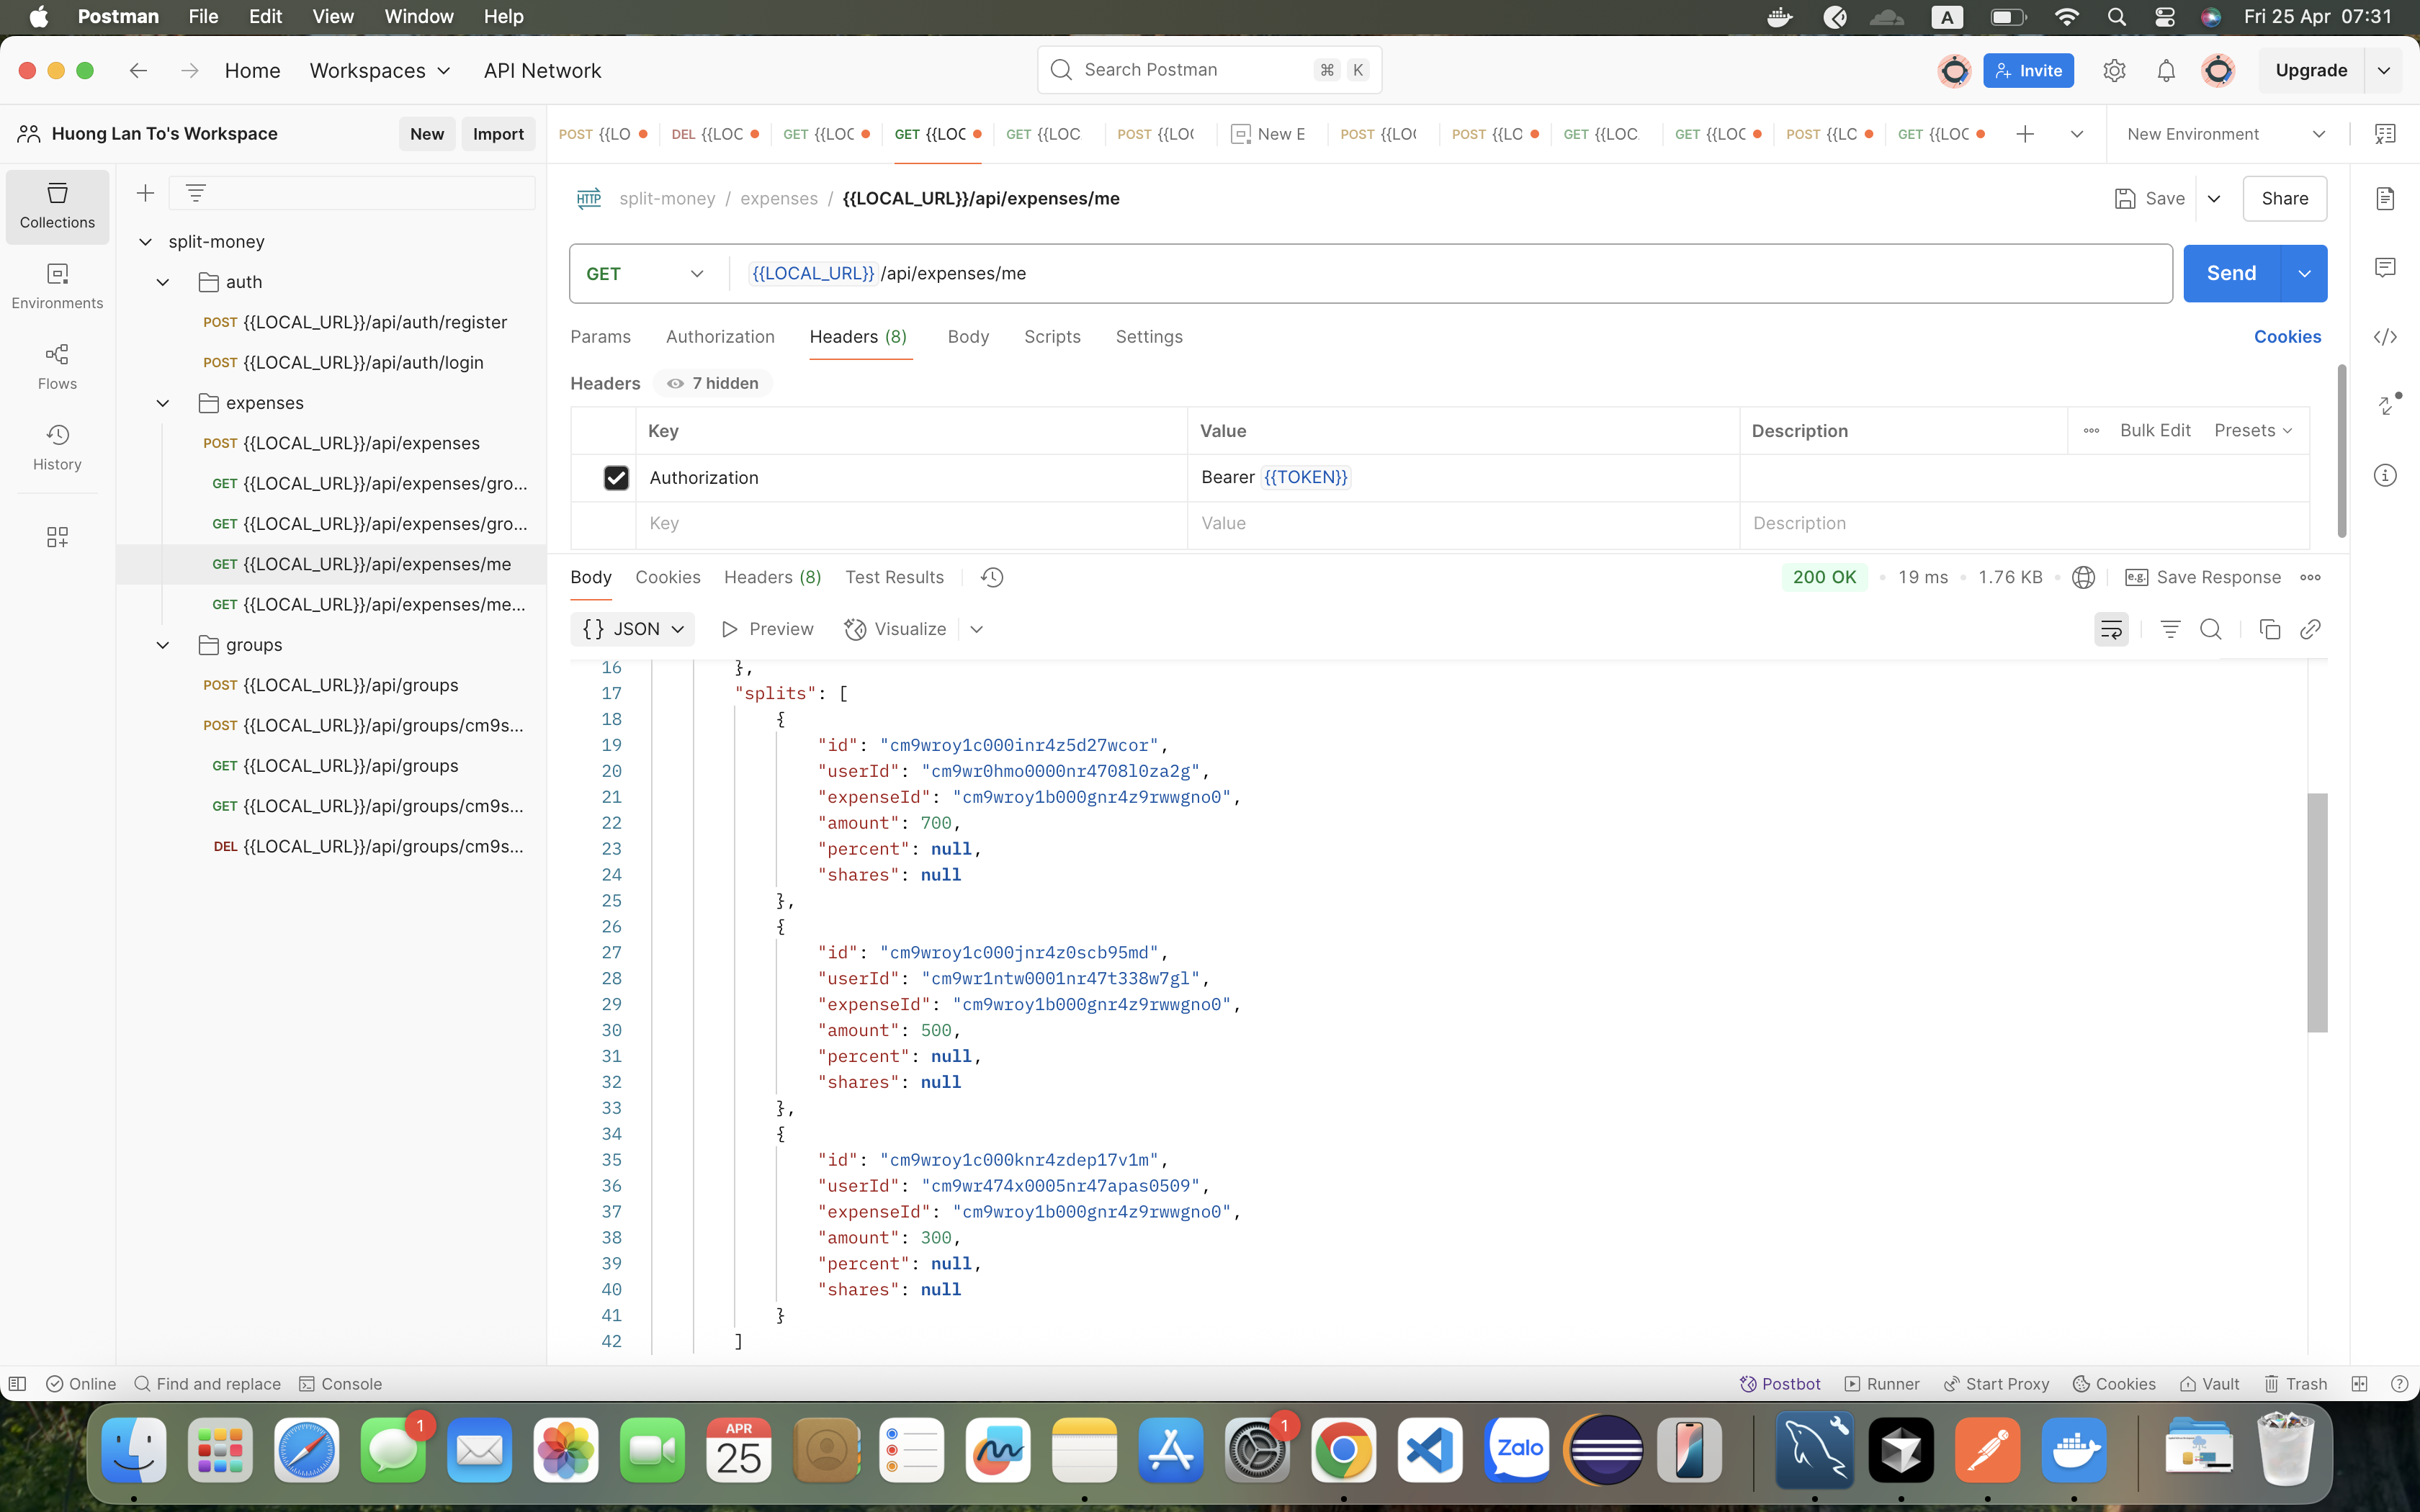 Postman File Edit View Window Help A Fri 25 Apr 07:31
Home Workspaces API Network Search Postman ⌘ K Invite Upgrade
Huong Lan To's Workspace New Import POST {{LO DEL {{LOC GET {{LOC GET {{LOC GET {{LOC POST {{LO New E POST {{LO POST {{LC GET {{LOC GET {{LOC POST {{LC GET {{LOC New Environment
Collections
Environments
Flows
History
split-money
auth
POST {{LOCAL_URL}}/api/auth/register
POST {{LOCAL_URL}}/api/auth/login
expenses
POST {{LOCAL_URL}}/api/expenses
GET {{LOCAL_URL}}/api/expenses/gro...
GET {{LOCAL_URL}}/api/expenses/gro...
GET {{LOCAL_URL}}/api/expenses/me
GET {{LOCAL_URL}}/api/expenses/me...
groups
POST {{LOCAL_URL}}/api/groups
POST {{LOCAL_URL}}/api/groups/cm9s...
GET {{LOCAL_URL}}/api/groups
GET {{LOCAL_URL}}/api/groups/cm9s...
DEL {{LOCAL_URL}}/api/groups/cm9s...
HTTP split-money / expenses / {{LOCAL_URL}}/api/expenses/me Save Share
GET {{LOCAL_URL}} /api/expenses/me Send
Params Authorization Headers (8) Body Scripts Settings Cookies
Headers 7 hidden
Key Value Description Bulk Edit Presets
Authorization Bearer {{TOKEN}}
Key Value Description
Body Cookies Headers (8) Test Results 200 OK 19 ms 1.76 KB e.g. Save Response
{} JSON Preview Visualize
16 },
17 "splits": [
18 {
19 "id": "cm9wroy1c000inr4z5d27wcor",
20 "userId": "cm9wr0hmo0000nr4708l0za2g",
21 "expenseId": "cm9wroy1b000gnr4z9rwwgno0",
22 "amount": 700,
23 "percent": null,
24 "shares": null
25 },
26 {
27 "id": "cm9wroy1c000jnr4z0scb95md",
28 "userId": "cm9wr1ntw0001nr47t338w7gl",
29 "expenseId": "cm9wroy1b000gnr4z9rwwgno0",
30 "amount": 500,
31 "percent": null,
32 "shares": null
33 },
34 {
35 "id": "cm9wroy1c000knr4zdep17v1m",
36 "userId": "cm9wr474x0005nr47apas0509",
37 "expenseId": "cm9wroy1b000gnr4z9rwwgno0",
38 "amount": 300,
39 "percent": null,
40 "shares": null
41 }
42 ]
Online Find and replace Console Postbot Runner Start Proxy Cookies Vault Trash
1 APR 25 1 Zalo